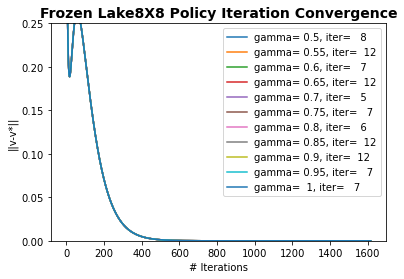 Frozen Lake8X8 Policy Iteration Convergence
||v-v*||
0.25
0.20
0.15
0.10
0.05
0.00
gamma= 0.5, iter=   8
gamma= 0.55, iter=  12
gamma= 0.6, iter=   7
gamma= 0.65, iter=  12
gamma= 0.7, iter=   5
gamma= 0.75, iter=   7
gamma= 0.8, iter=   6
gamma= 0.85, iter=  12
gamma= 0.9, iter=  12
gamma= 0.95, iter=   7
gamma=  1, iter=   7
0 200 400 600 800 1000 1200 1400 1600
# Iterations